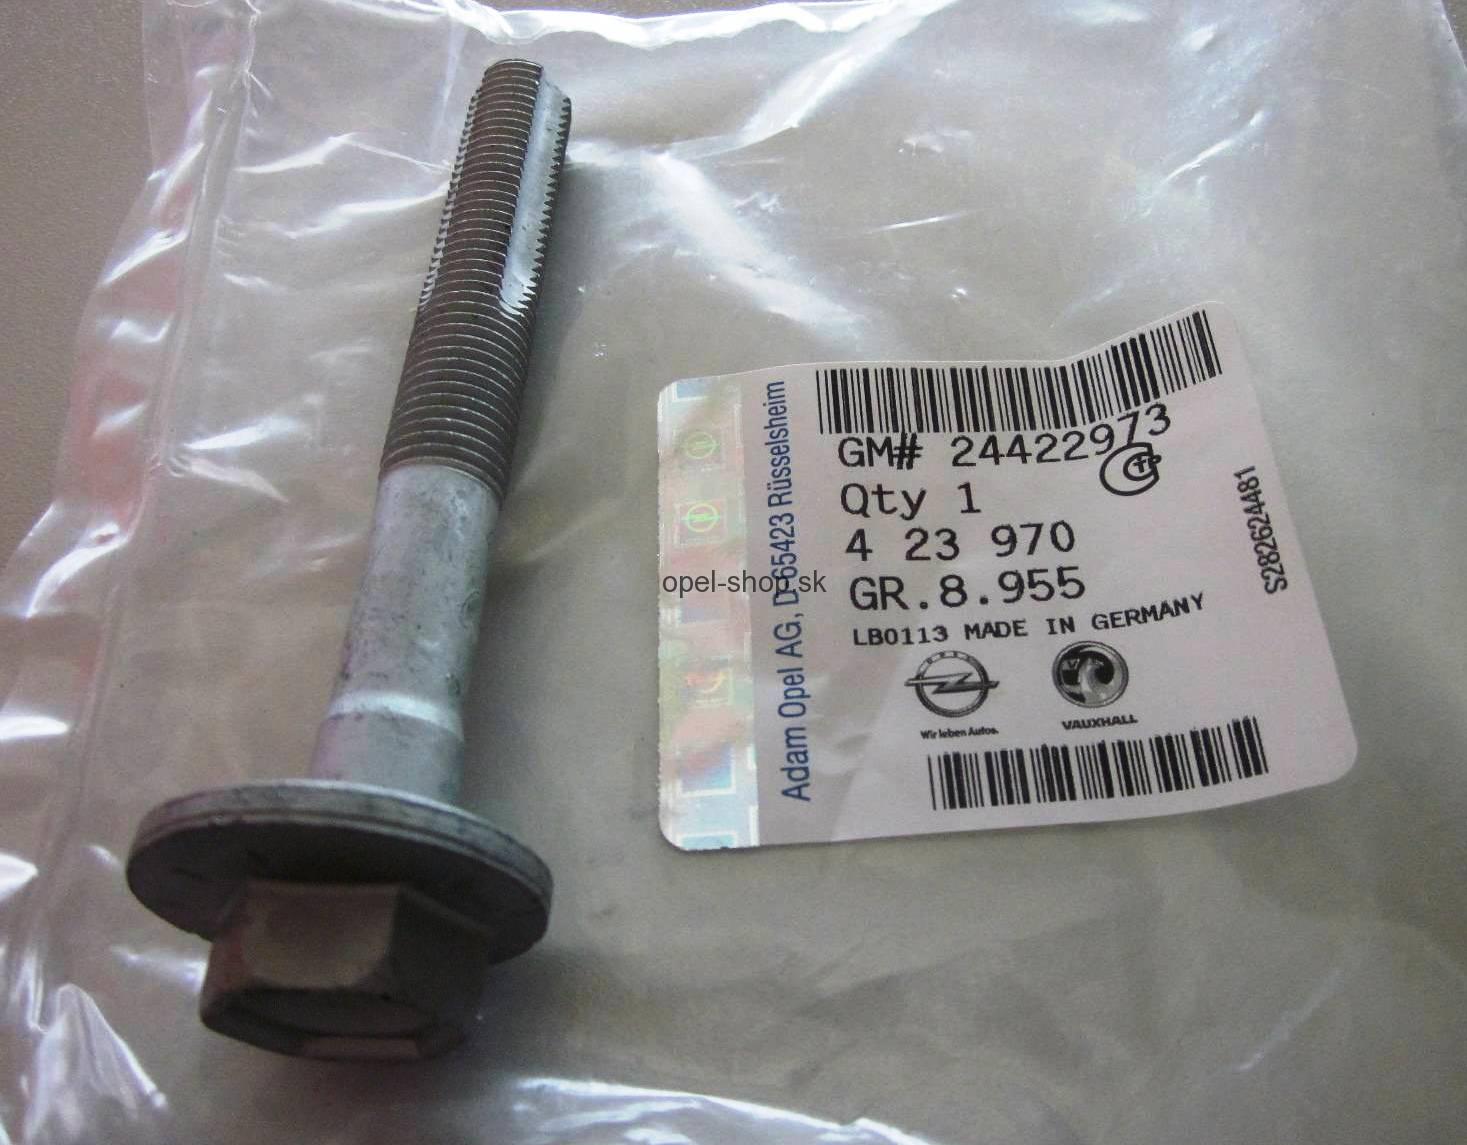 GM# 24422973
Qty 1
4 23 970
GR.8.955
LB0113 MADE IN GERMANY
Wir leben Autos.
VAUXHALL
Adam Opel AG, D-65423 Rüsselsheim
S282624481
opel-shop.sk